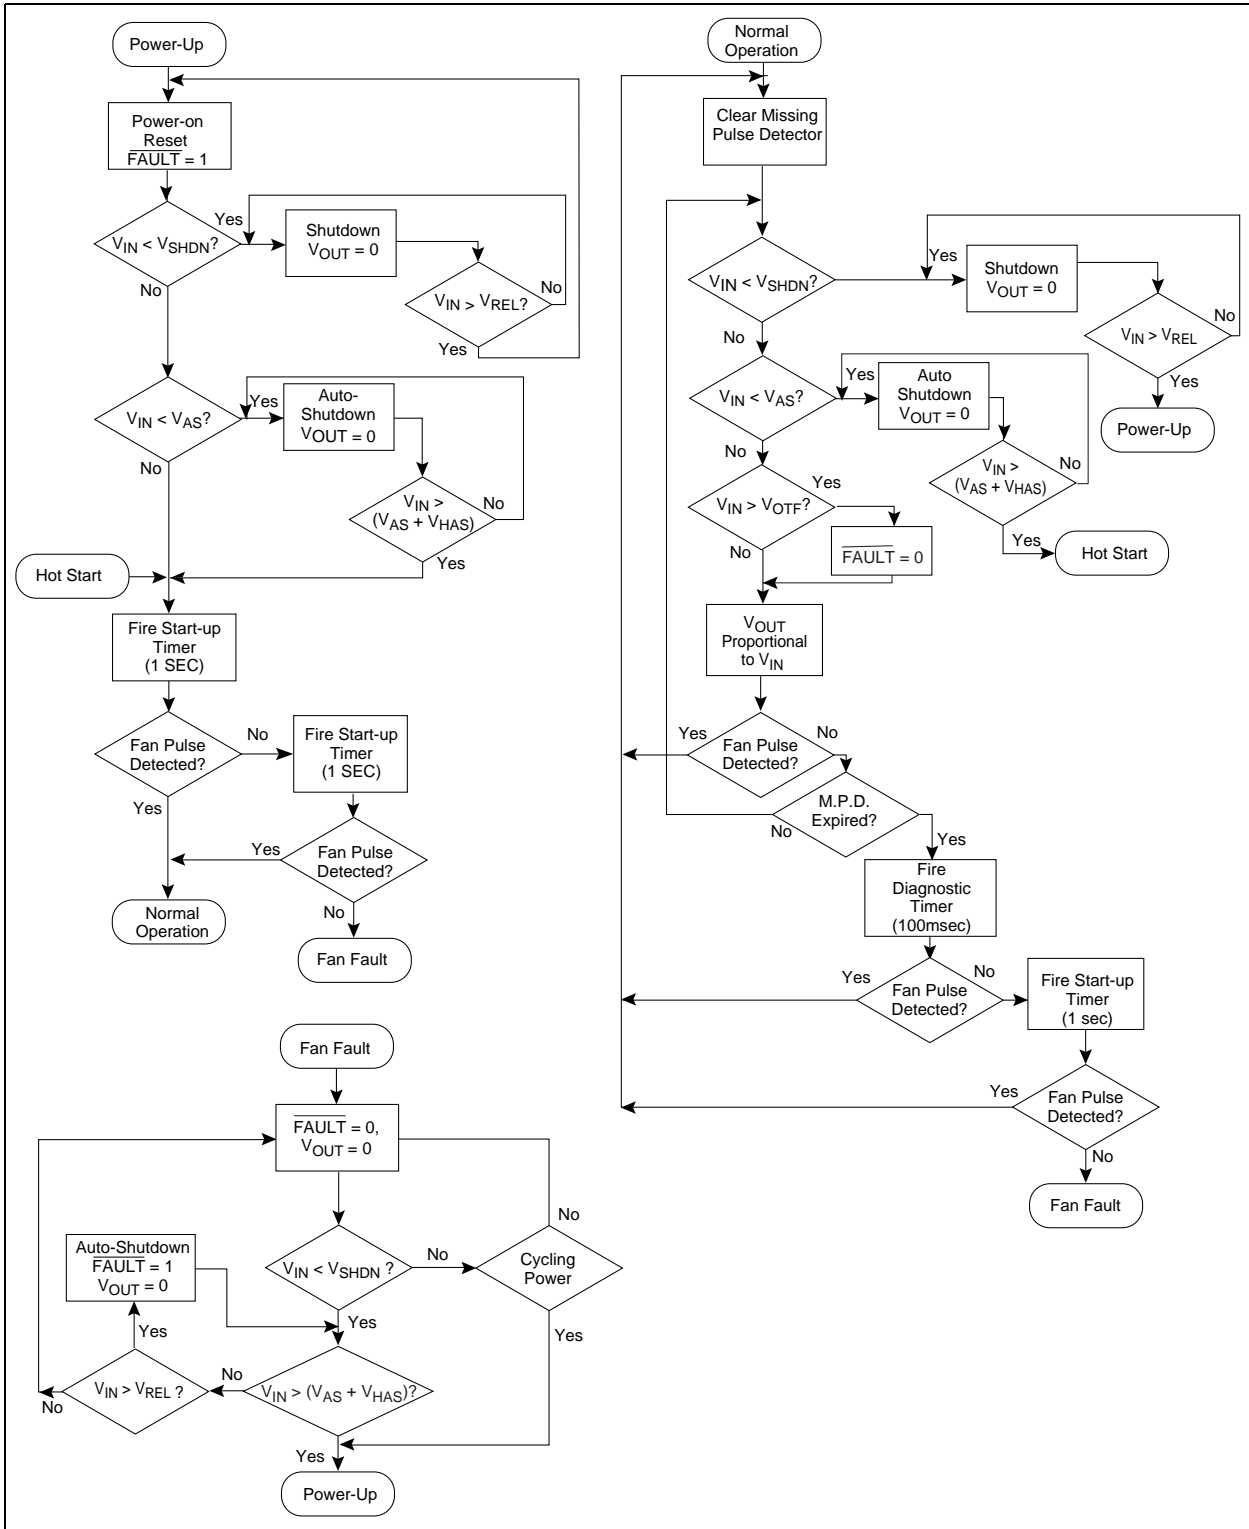 Power-Up
Power-on
Reset
FAULT = 1
VIN < VSHDN?
Yes
No
Shutdown
VOUT = 0
VIN > VREL?
No
Yes
VIN < VAS?
Yes
No
Auto-
Shutdown
VOUT = 0
VIN >
(VAS + VHAS)
No
Yes
Hot Start
Fire Start-up
Timer
(1 SEC)
Fan Pulse
Detected?
No
Yes
Fire Start-up
Timer
(1 SEC)
Fan Pulse
Detected?
Yes
No
Normal
Operation
Fan Fault
Fan Fault
FAULT = 0,
VOUT = 0
VIN < VSHDN ?
No
Yes
Cycling
Power
No
Yes
Auto-Shutdown
FAULT = 1
VOUT = 0
Yes
VIN > VREL ?
No
No
VIN > (VAS + VHAS)?
Yes
Power-Up
Normal
Operation
Clear Missing
Pulse Detector
VIN < VSHDN?
Yes
No
Shutdown
VOUT = 0
VIN > VREL
No
Yes
Power-Up
VIN < VAS?
Yes
No
Auto
Shutdown
VOUT = 0
VIN >
(VAS + VHAS)
No
Yes
Hot Start
VIN > VOTF?
Yes
No
FAULT = 0
VOUT
Proportional
to VIN
Fan Pulse
Detected?
Yes
No
M.P.D.
Expired?
No
Yes
Fire
Diagnostic
Timer
(100msec)
Fan Pulse
Detected?
Yes
No
Fire Start-up
Timer
(1 sec)
Fan Pulse
Detected?
Yes
No
Fan Fault